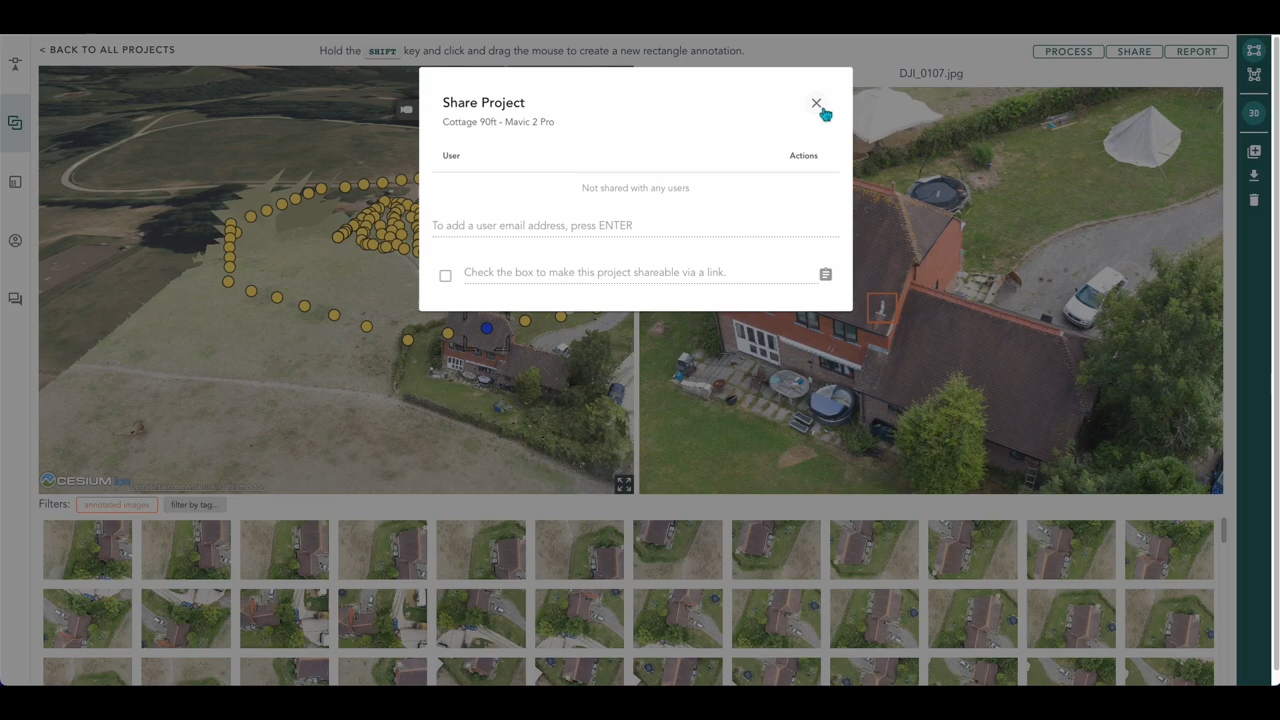 < BACK TO ALL PROJECTS
Hold the SHIFT key and click and drag the mouse to create a new rectangle annotation.
PROCESS
SHARE
REPORT
DJI_0107.jpg
3D
Share Project
Cottage 90ft - Mavic 2 Pro
User
Actions
Not shared with any users
To add a user email address, press ENTER
Check the box to make this project shareable via a link.
CESIUM ion
Filters:
annotated images
filter by tag...